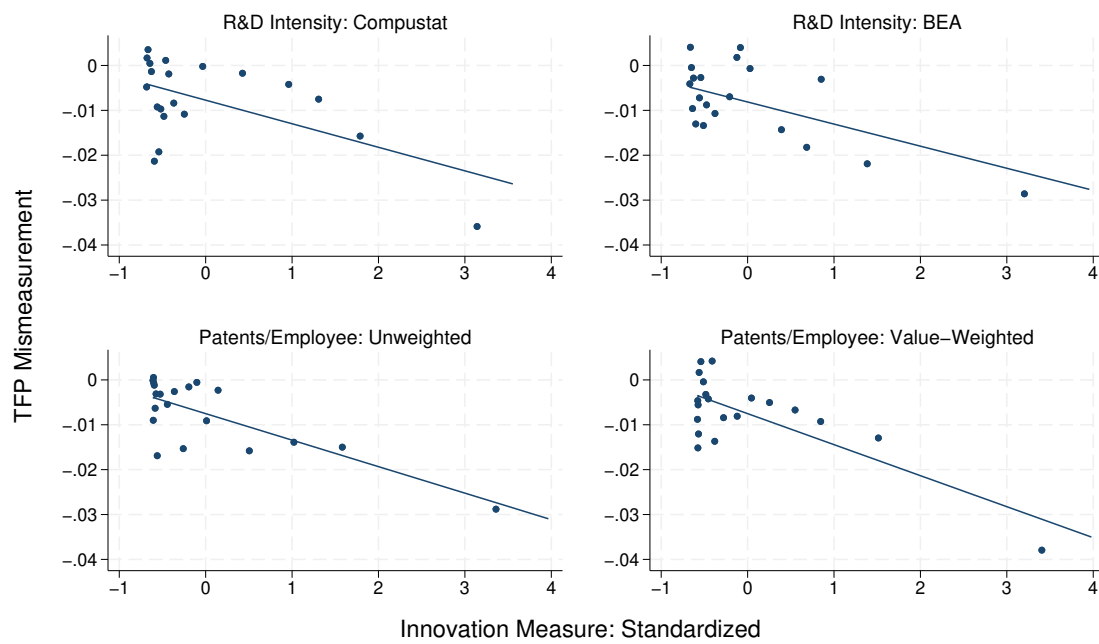 R&D Intensity: Compustat
R&D Intensity: BEA
0
−.01
−.02
−.03
−.04
−1 0 1 2 3 4
0
−.01
−.02
−.03
−.04
−1 0 1 2 3 4
TFP Mismeasurement
Patents/Employee: Unweighted
Patents/Employee: Value−Weighted
0
−.01
−.02
−.03
−.04
−1 0 1 2 3 4
0
−.01
−.02
−.03
−.04
−1 0 1 2 3 4
Innovation Measure: Standardized